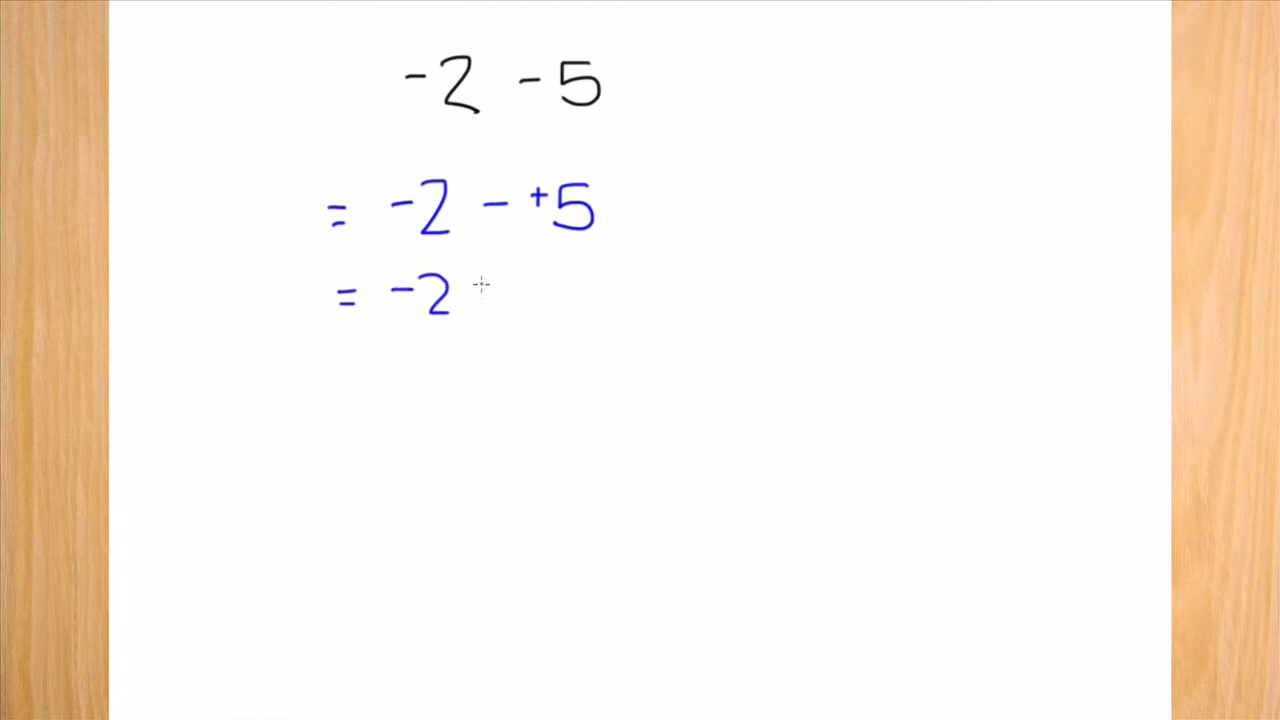 -2 -5
= -2 - +5
= -2